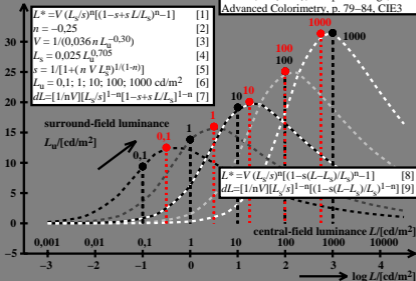 Advanced Colorimetry, p. 79–84, CIE3
L* =V (Ls/s)ⁿ[(1-s+s L/Ls)ⁿ-1] [1]
n = -0,25 [2]
V = 1/(0,036 n Lu-0,30) [3]
Ls = 0,025 Lu0,705 [4]
s = 1/[1+( n V Lsn)1/(1-n)] [5]
Lu = 0,1; 1; 10; 100; 1000 cd/m² [6]
dL=[1/nV][Ls/s]1-n[1-s+s L/Ls]1-n [7]
35
30
25
20
15
10
5
0
−5
surround-field luminance
Lu/[cd/m²]
0,1 0,1
1 1
10 10
100
100
1000
1000
L* =V (Ls/s)ⁿ[(1-s(L-Ls)/Ls)ⁿ-1] [8]
dL=[1/nV][Ls/s]1-n[(1-s(L-Ls)/Ls)1-n] [9]
central-field luminance L/[cd/m²]
0,001 0,01 0,1 1 10 100 1000
−3 −2 −1 0 1 2 3
log L/[cd/m²]